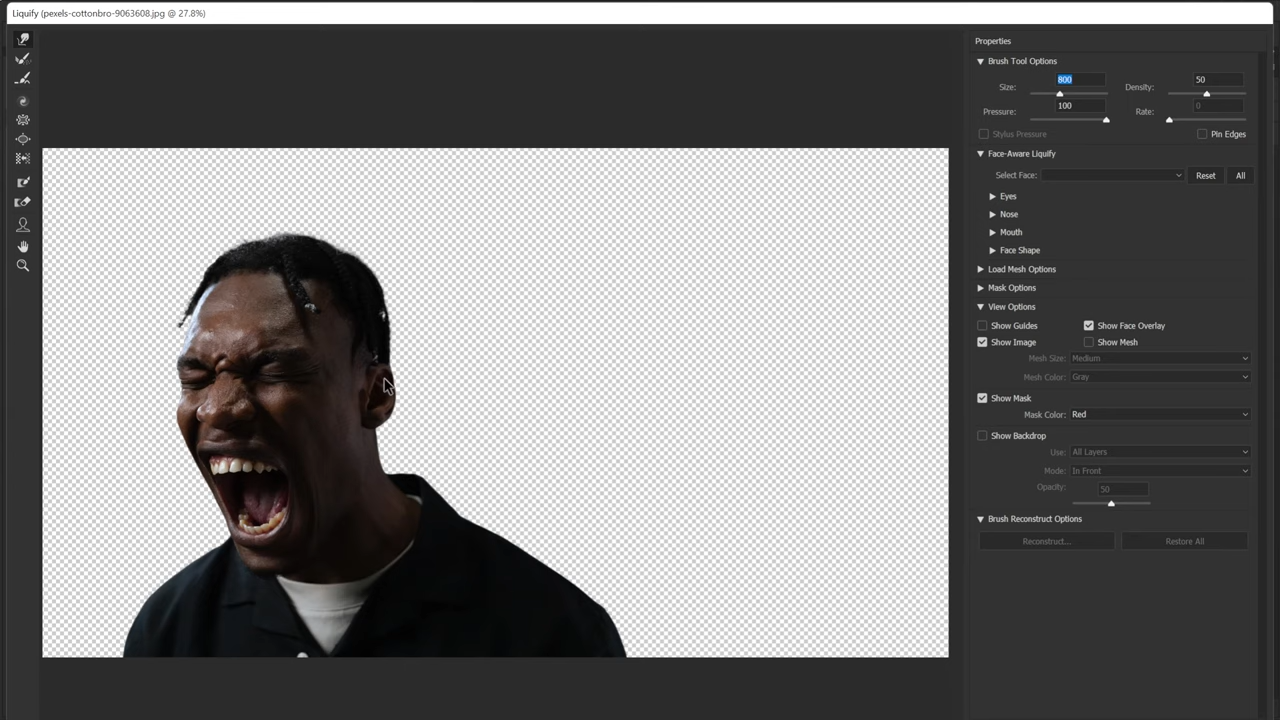 Liquify (pexels-cottonbro-9063608.jpg @ 27.8%)
Properties
Brush Tool Options
Size: 800 Density: 50
Pressure: 100 Rate: 0
Stylus Pressure Pin Edges
Face-Aware Liquify
Select Face: Reset All
Eyes
Nose
Mouth
Face Shape
Load Mesh Options
Mask Options
View Options
Show Guides Show Face Overlay
Show Image Show Mesh
Mesh Size: Medium
Mesh Color: Gray
Show Mask
Mask Color: Red
Show Backdrop
Use: All Layers
Mode: In Front
Opacity: 50
Brush Reconstruct Options
Reconstruct... Restore All